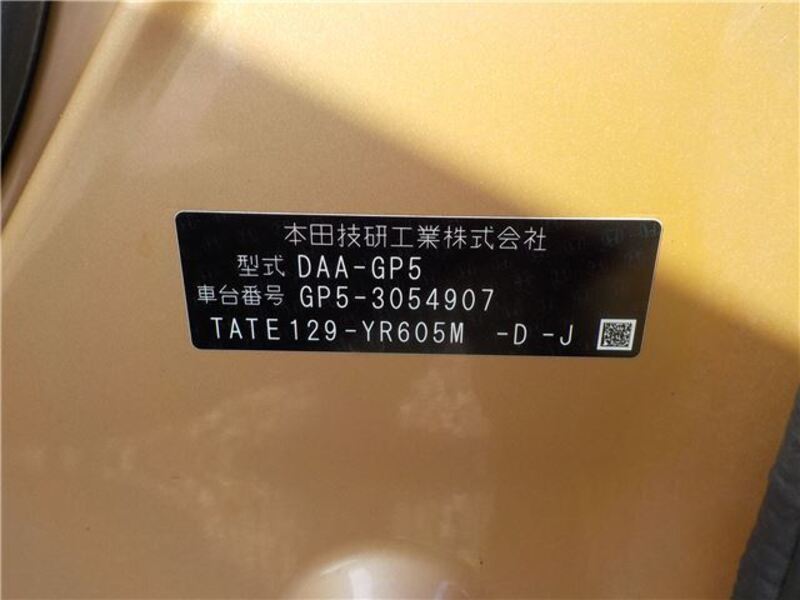 本田技研工業株式会社
型式 DAA-GP5
車台番号 GP5-3054907
TATE129-YR605M -D -J